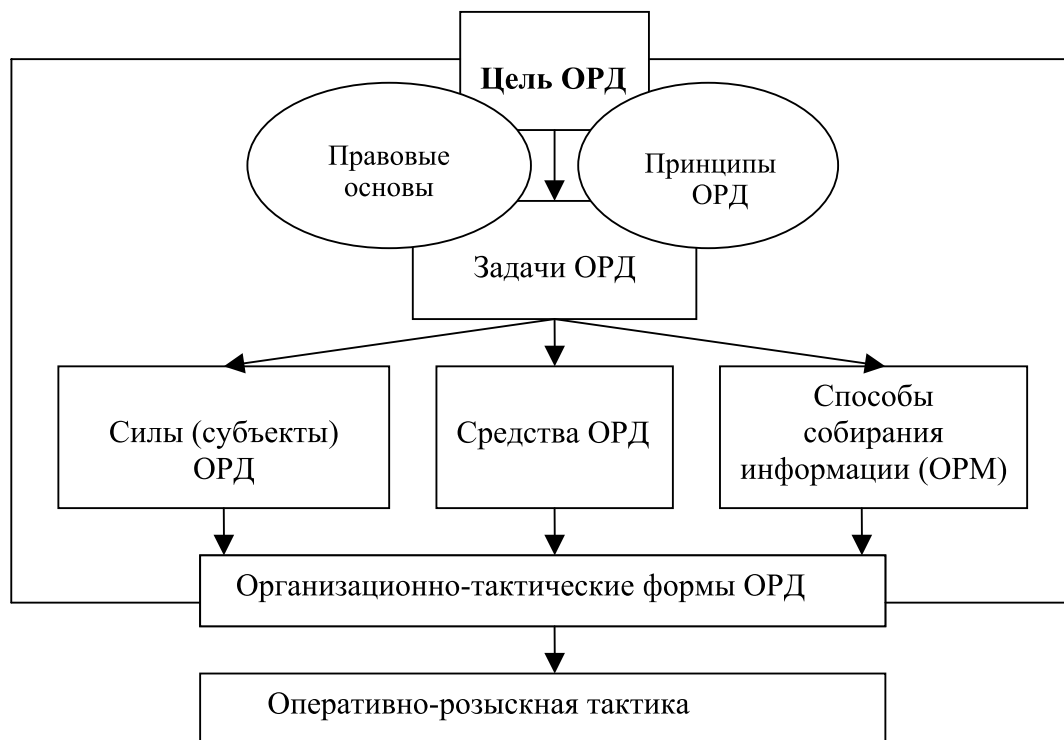 Цель ОРД
Правовые
основы
Принципы
ОРД
Задачи ОРД
Силы (субъекты)
ОРД
Средства ОРД
Способы
собирания
информации (ОРМ)
Организационно-тактические формы ОРД
Оперативно-розыскная тактика